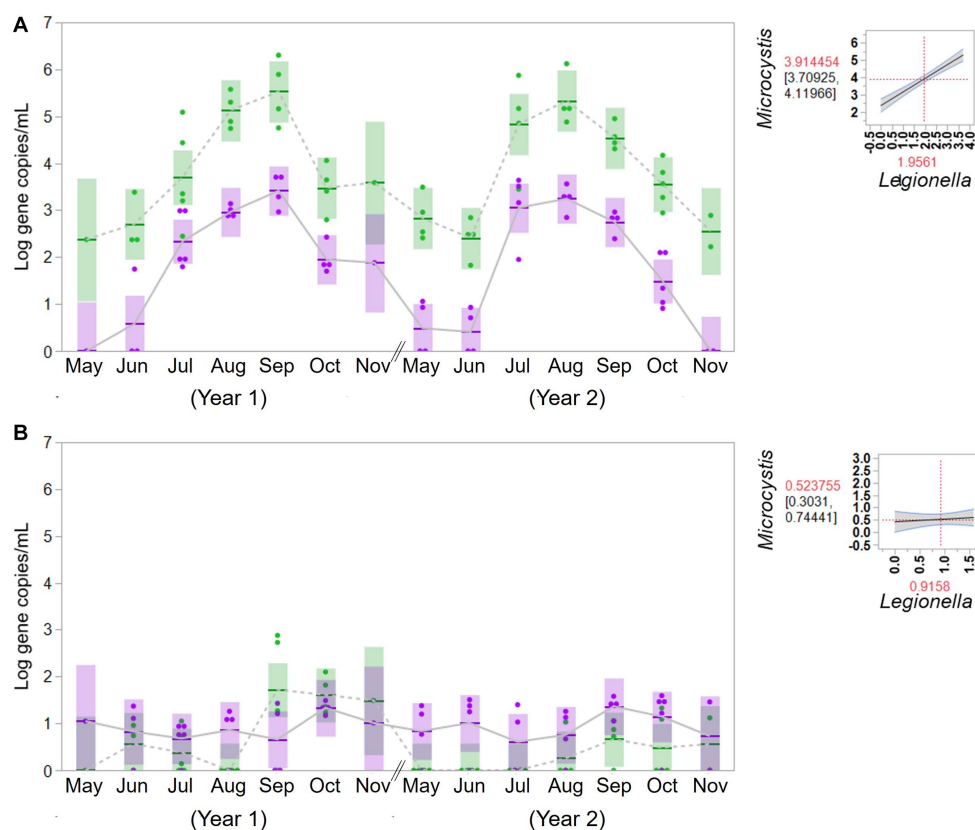 A
Log gene copies/mL
7
6
5
4
3
2
1
0
May Jun Jul Aug Sep Oct Nov // May Jun Jul Aug Sep Oct Nov
(Year 1) (Year 2)
Microcystis
3.914454
[3.70925,
4.11966]
6
5
4
3
2
-0.5 0.0 0.5 1.0 1.5 2.0 2.5 3.0 3.5 4.0
1.9561
Legionella
B
Log gene copies/mL
7
6
5
4
3
2
1
0
May Jun Jul Aug Sep Oct Nov // May Jun Jul Aug Sep Oct Nov
(Year 1) (Year 2)
Microcystis
0.523755
[0.3031,
0.74441]
3.0
2.5
2.0
1.5
1.0
0.5
0.0
-0.5
0.0 0.5 1.0 1.5
0.9158
Legionella